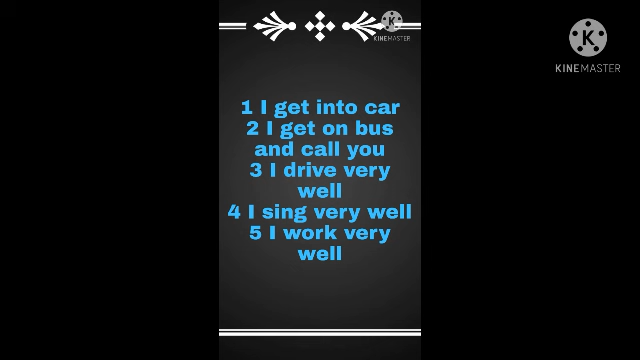 KINEMASTER
KINEMASTER
1 I get into car
2 I get on bus
and call you
3 I drive very
well
4 I sing very well
5 I work very
well